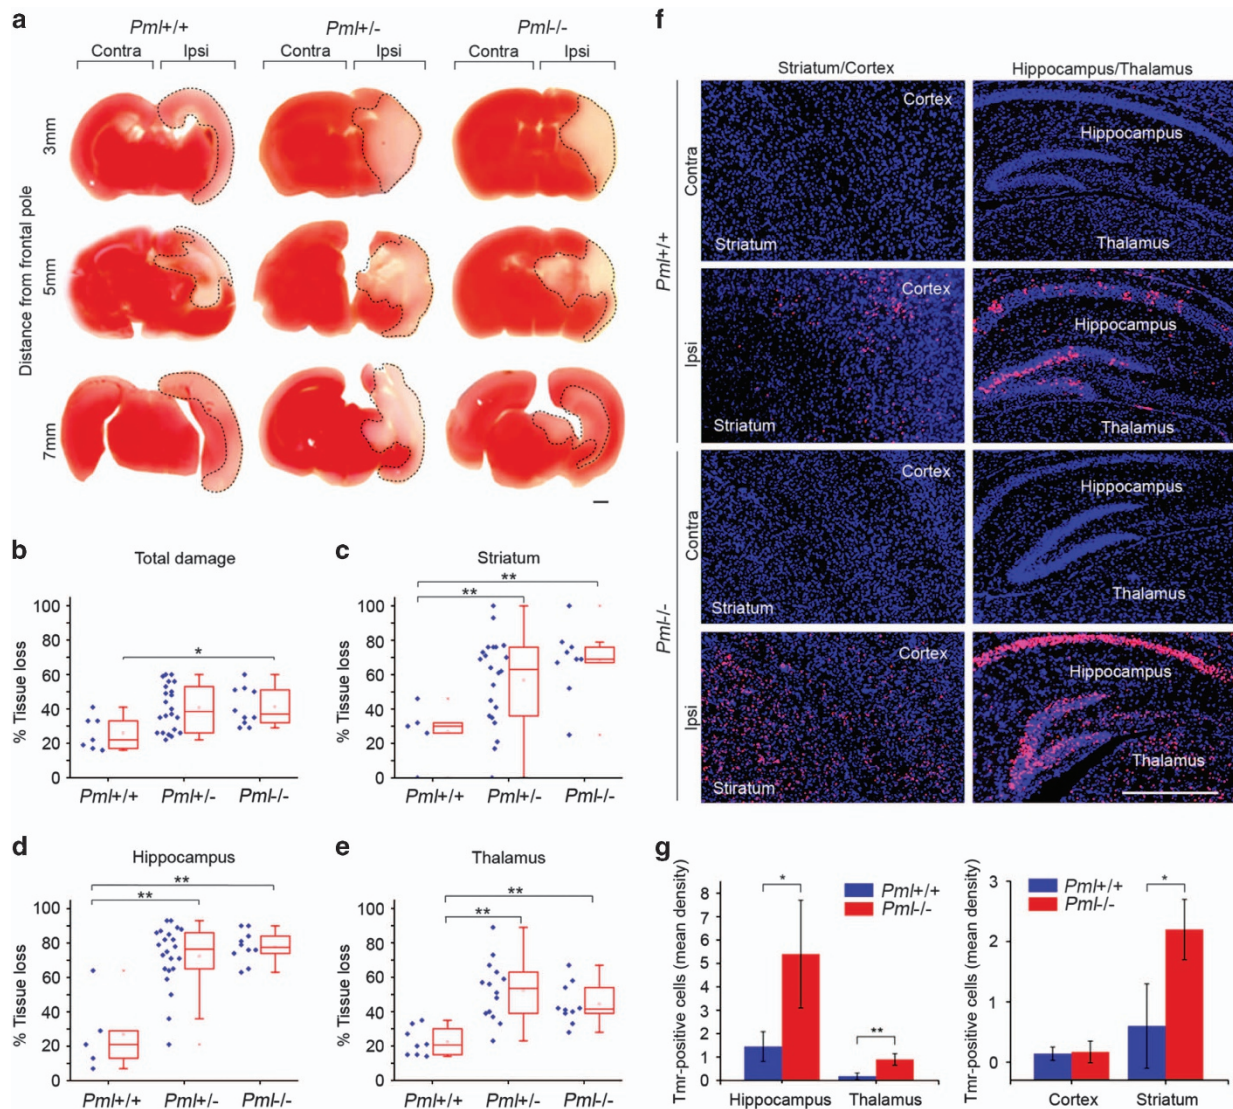 a
Pml+/+ Pml+/- Pml-/-
Contra Ipsi Contra Ipsi Contra Ipsi
Distance from frontal pole
3mm
5mm
7mm
b
Total damage
*
% Tissue loss
100
80
60
40
20
0
Pml+/+ Pml+/- Pml-/-
c
Striatum
**
**
% Tissue loss
100
80
60
40
20
0
Pml+/+ Pml+/- Pml-/-
d
Hippocampus
**
**
% Tissue loss
100
80
60
40
20
0
Pml+/+ Pml+/- Pml-/-
e
Thalamus
**
**
% Tissue loss
100
80
60
40
20
0
Pml+/+ Pml+/- Pml-/-
f
Striatum/Cortex Hippocampus/Thalamus
Pml+/+
Contra
Cortex
Striatum
Hippocampus
Thalamus
Ipsi
Cortex
Striatum
Hippocampus
Thalamus
Pml-/-
Contra
Cortex
Striatum
Hippocampus
Thalamus
Ipsi
Cortex
Stiratum
Hippocampus
Thalamus
g
Tmr-positive cells (mean density)
8
7
6
5
4
3
2
1
0
*
**
Pml+/+
Pml-/-
Hippocampus Thalamus
Tmr-positive cells (mean density)
3
2
1
0
Pml+/+
Pml-/-
*
Cortex Striatum